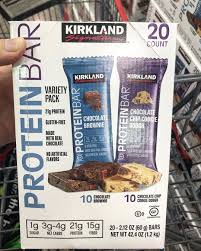 KIRKLAND
Signature
20
COUNT
PROTEIN BAR
VARIETY
PACK
21g PROTEIN
GLUTEN-FREE
MADE
WITH REAL
CHOCOLATE
NO ARTIFICIAL
FLAVORS
KIRKLAND
PROTEIN BAR
CHOCOLATE
BROWNIE
KIRKLAND
PROTEIN BAR
CHOCOLATE
CHIP COOKIE
DOUGH
10 CHOCOLATE
BROWNIE
10 CHOCOLATE CHIP
COOKIE DOUGH
1g 3g-4g 21g 15g
SUGAR NET CARBS PROTEIN FIBER
20 - 2.12 OZ (60 g) BARS
NET WT 42.4 OZ (1.2 kg)